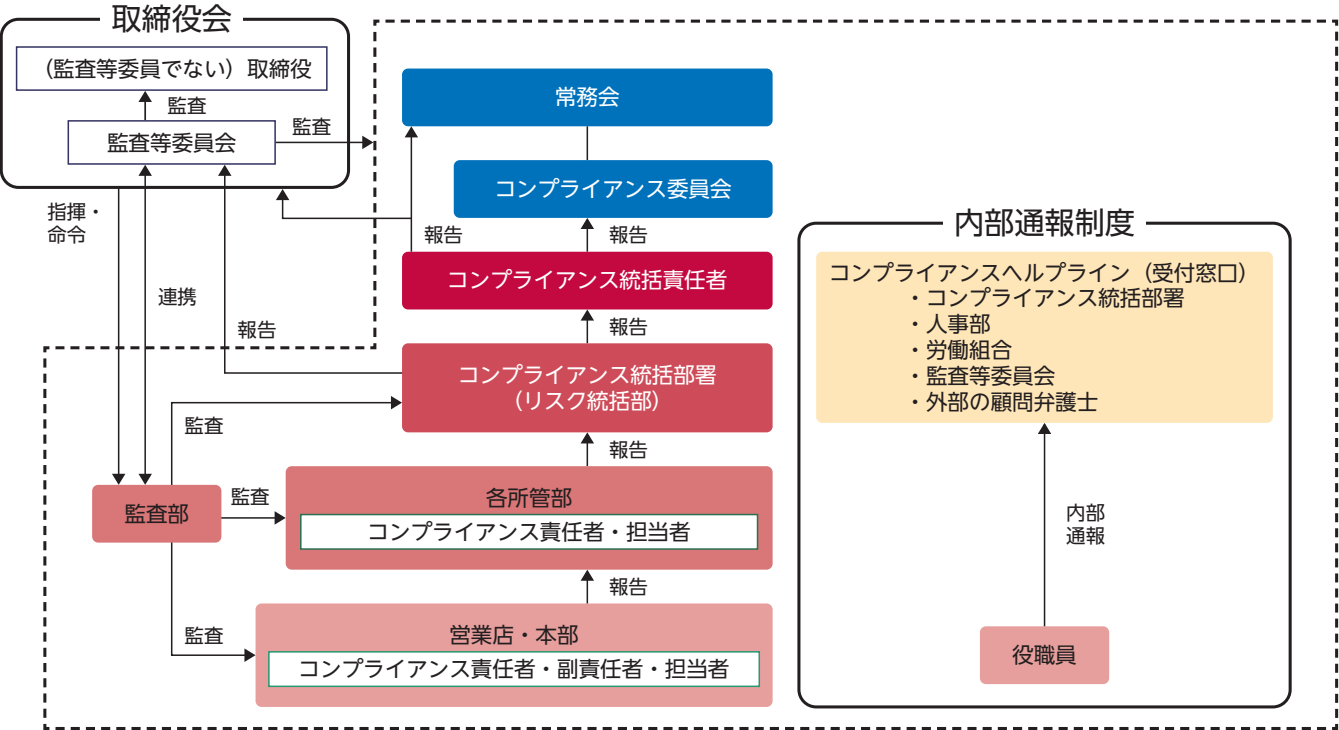 取締役会
（監査等委員でない）取締役
監査
監査等委員会
監査
指揮・
命令
連携
報告
常務会
コンプライアンス委員会
報告
報告
コンプライアンス統括責任者
報告
コンプライアンス統括部署
（リスク統括部）
監査
報告
監査部
監査
各所管部
コンプライアンス責任者・担当者
報告
監査
営業店・本部
コンプライアンス責任者・副責任者・担当者
内部通報制度
コンプライアンスヘルプライン（受付窓口）
・コンプライアンス統括部署
・人事部
・労働組合
・監査等委員会
・外部の顧問弁護士
内部
通報
役職員